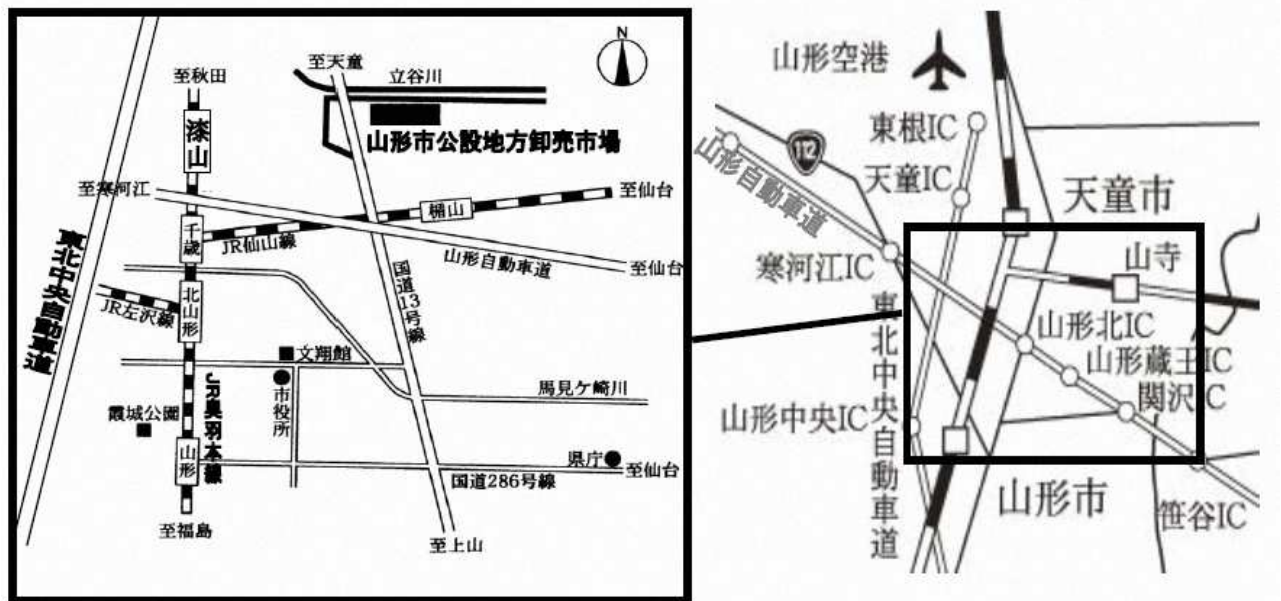 N
至天童
至秋田
立谷川
漆山
山形市公設地方卸売市場
至寒河江
至仙台
楯山
千歳
JR仙山線
山形自動車道
至仙台
東北中央自動車道
国道13号線
北山形
JR左沢線
文翔館
市役所
馬見ケ崎川
JR奥羽本線
霞城公園
山形
県庁
至仙台
国道286号線
至福島
至上山
山形空港
東根IC
112
山形自動車道
天童IC
天童市
山寺
寒河江IC
東北中央自動車道
山形北IC
山形蔵王IC
関沢IC
山形中央IC
山形市
笹谷IC